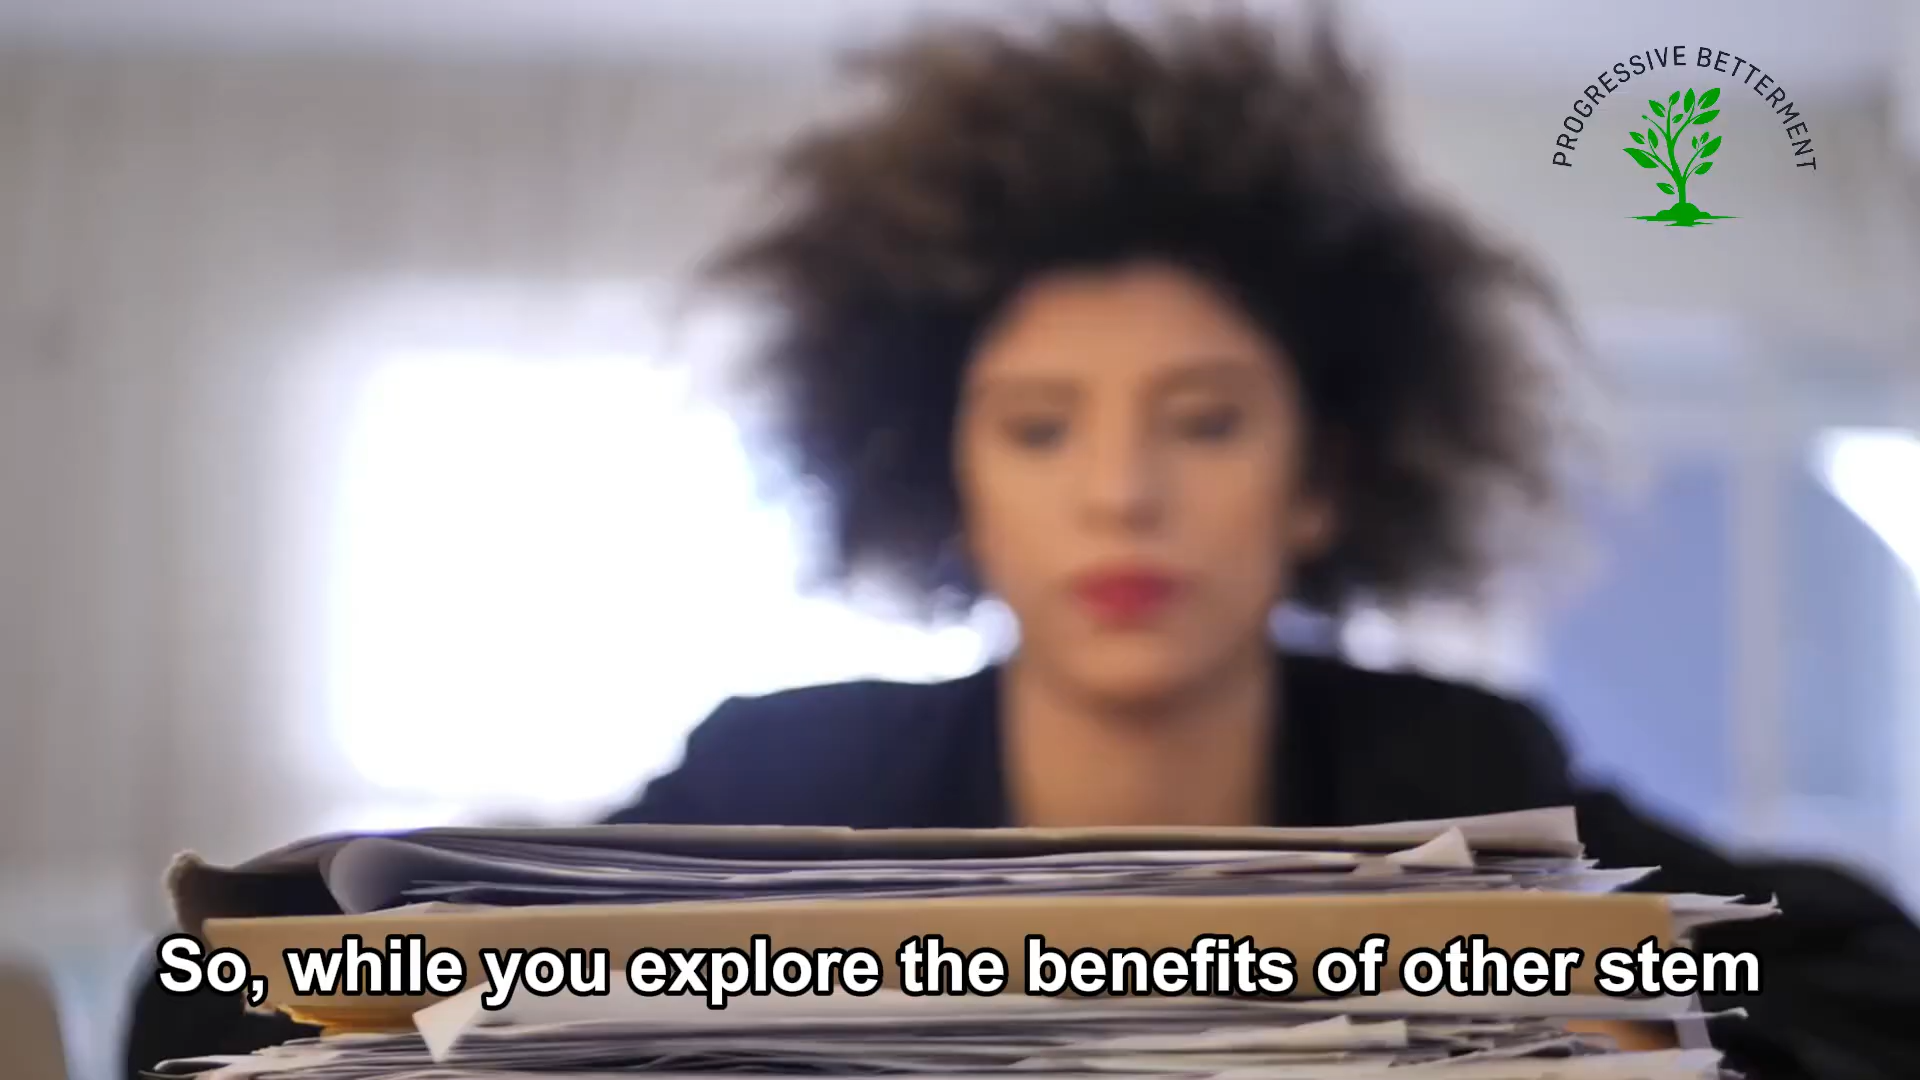 PROGRESSIVE BETTERMENT
So, while you explore the benefits of other stem